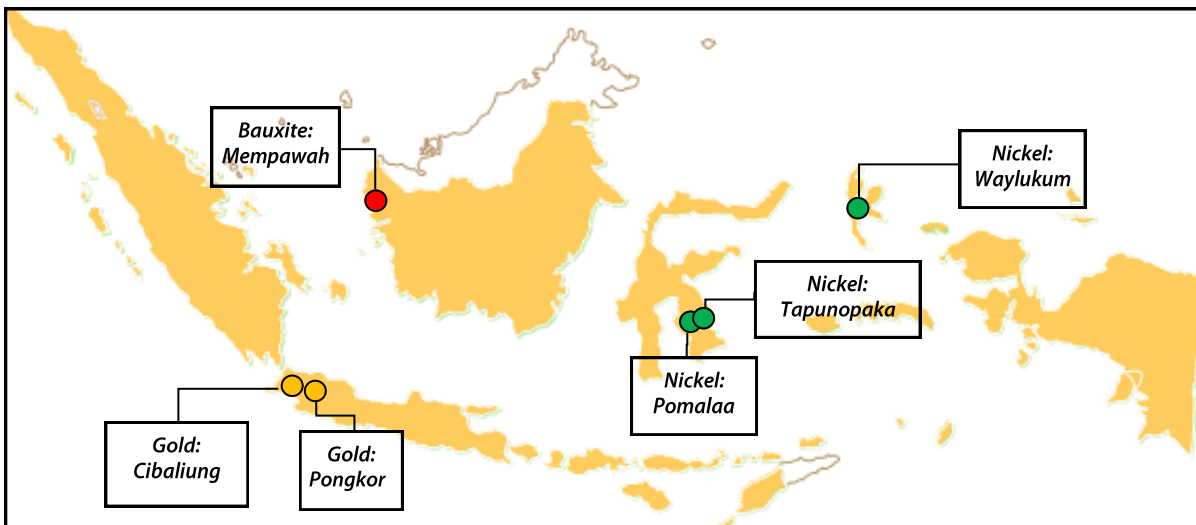 Bauxite:
Mempawah
Nickel:
Waylukum
Nickel:
Tapunopaka
Nickel:
Pomalaa
Gold:
Cibaliung
Gold:
Pongkor